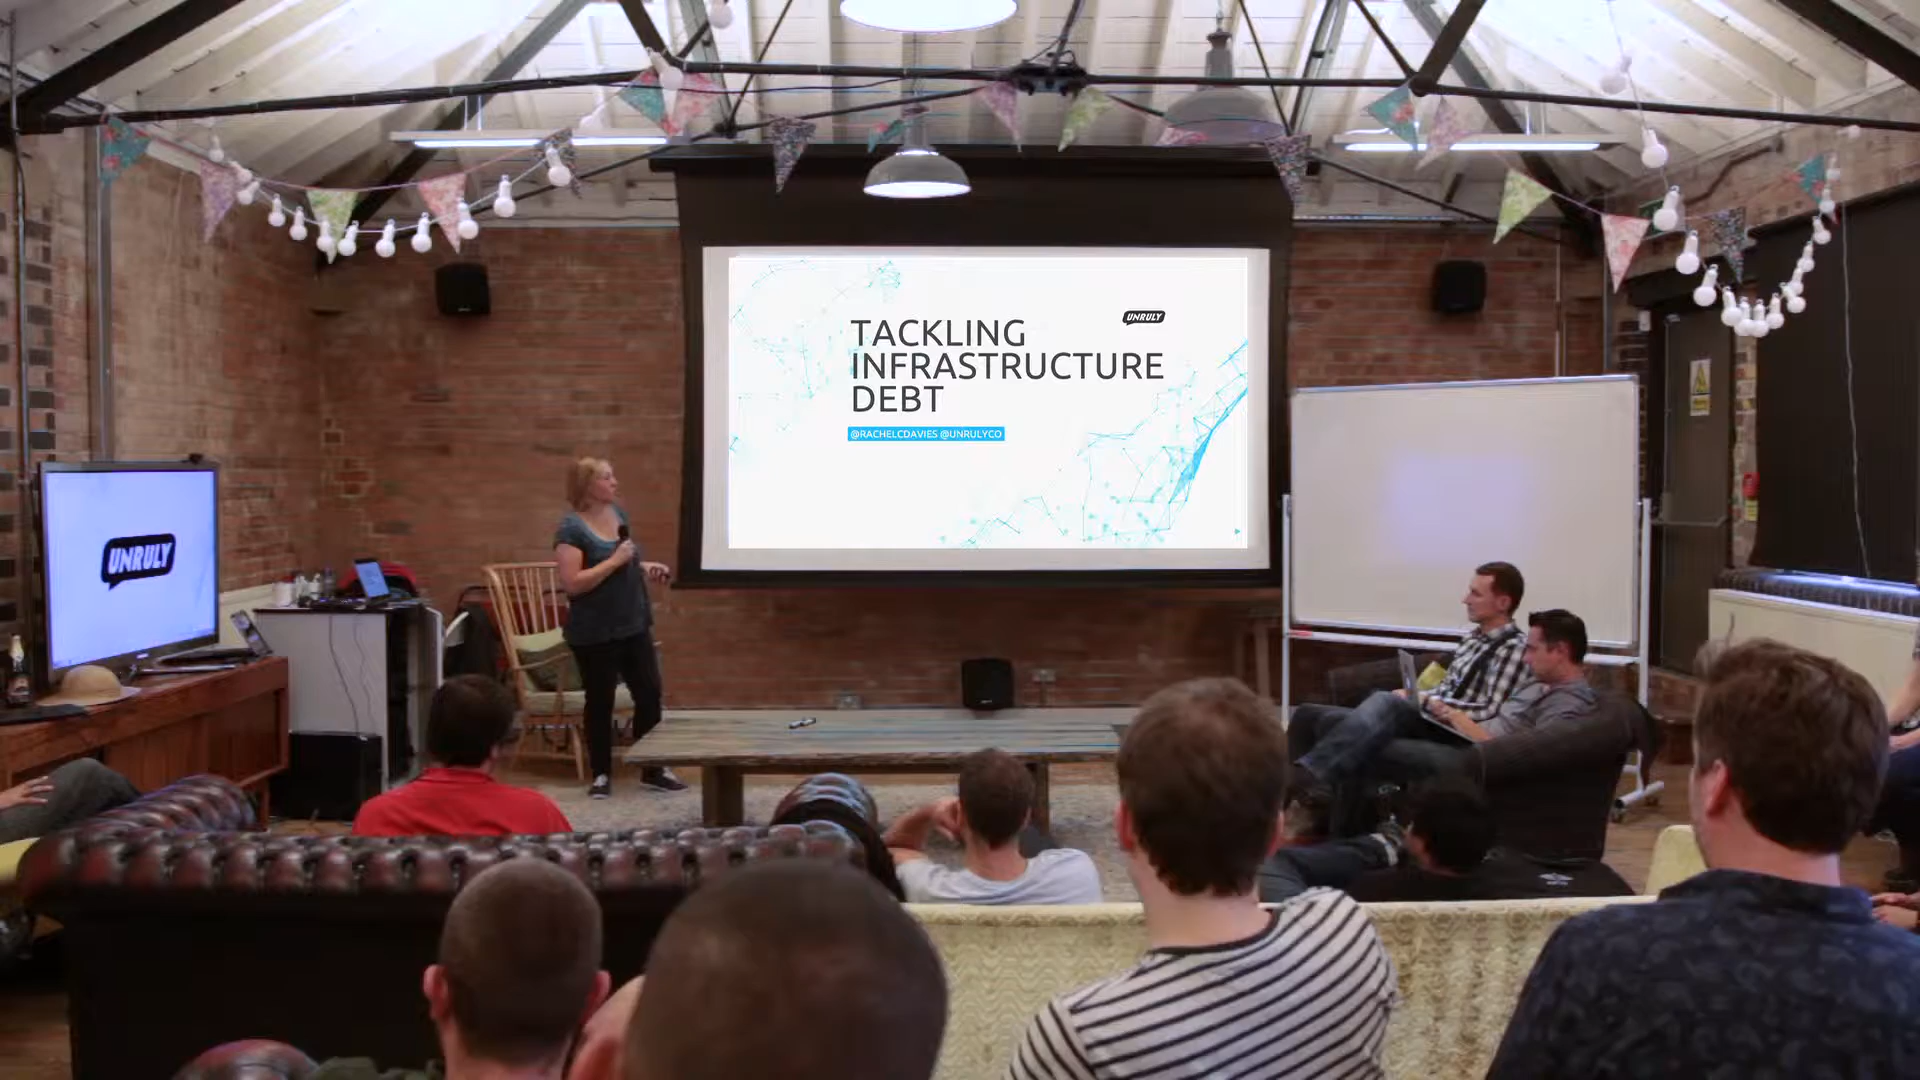 UNRULY
TACKLING
INFRASTRUCTURE
DEBT
@RACHELCDAVIES @UNRULYCO
UNRULY